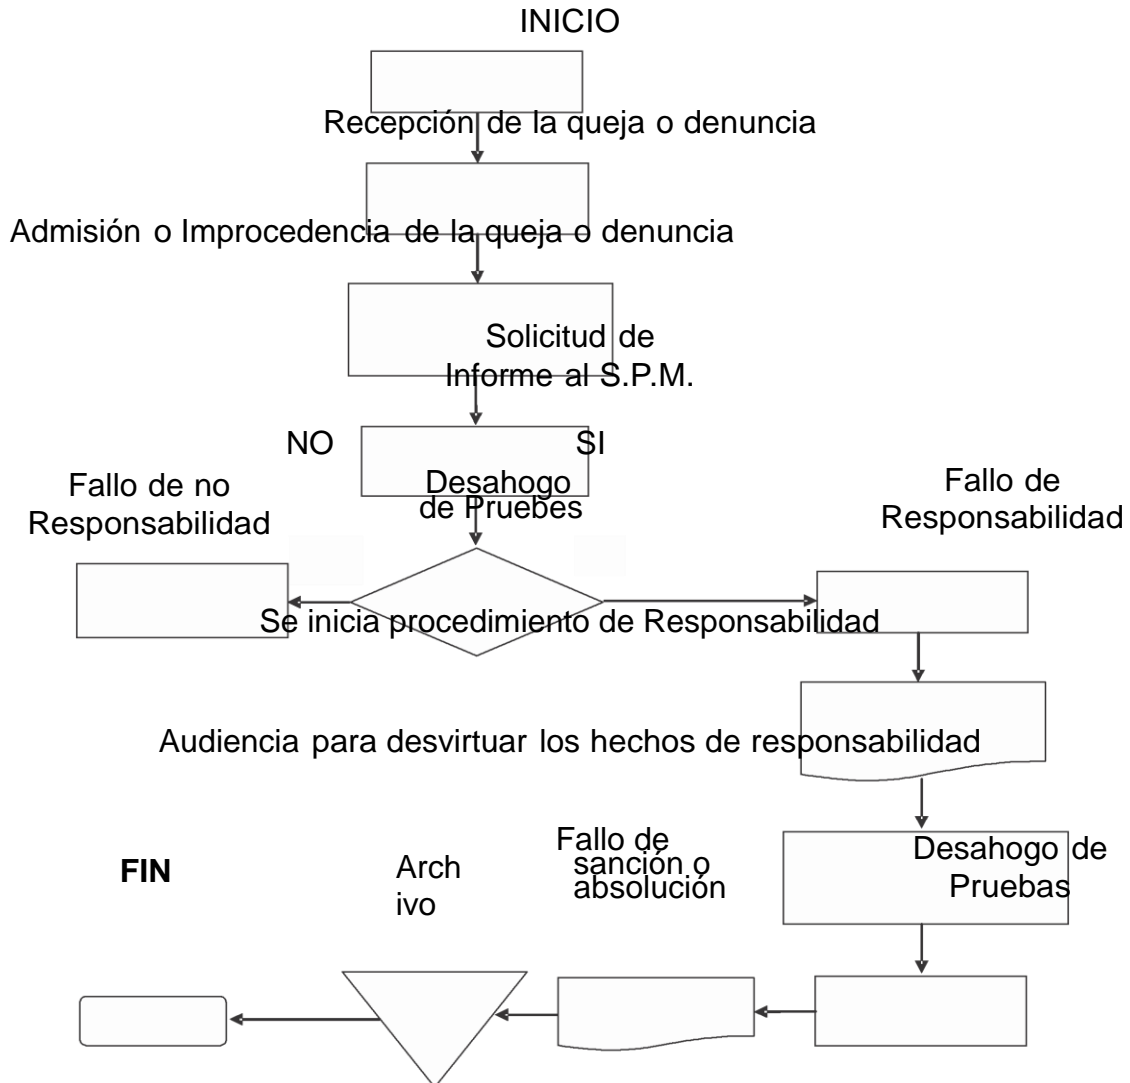 INICIO
Recepción de la queja o denuncia
Admisión o Improcedencia de la queja o denuncia
Solicitud de
Informe al S.P.M.
NO
SI
Desahogo
de Pruebes
Fallo de no
Responsabilidad
Fallo de
Responsabilidad
Se inicia procedimiento de Responsabilidad
Audiencia para desvirtuar los hechos de responsabilidad
Desahogo de
Pruebas
Fallo de
sanción o
absolución
Arch
ivo
FIN